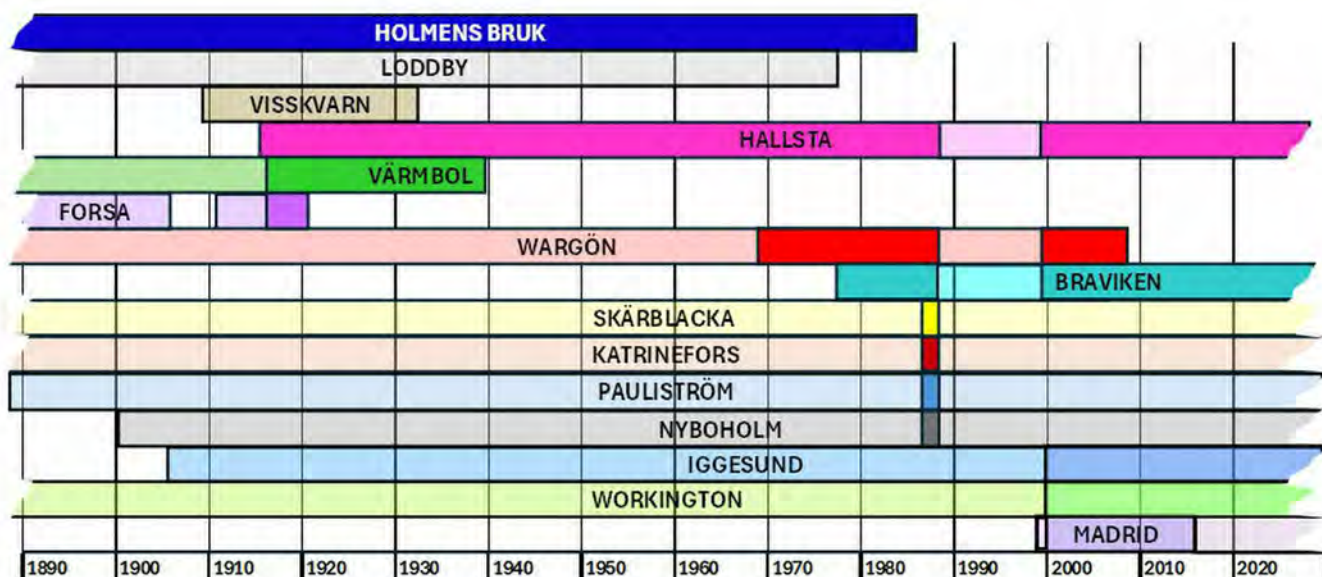 HOLMENS BRUK
LODDBY
VISSKVARN
HALLSTA
VÄRMBOL
FORSA
WARGÖN
BRAVIKEN
SKÄRBLACKA
KATRINEFORS
PAULISTRÖM
NYBOHOLM
IGGESUND
WORKINGTON
MADRID
1890 1900 1910 1920 1930 1940 1950 1960 1970 1980 1990 2000 2010 2020